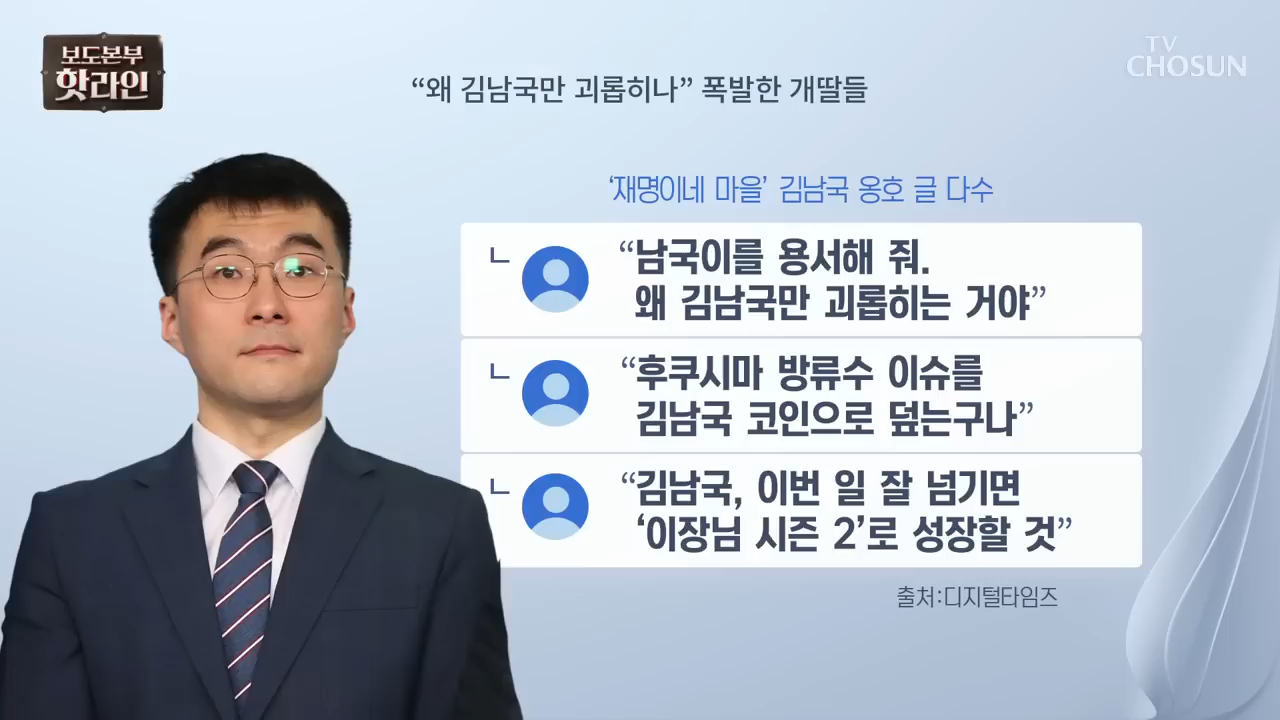 보도본부
핫라인
TV
CHOSUN
“왜 김남국만 괴롭히나” 폭발한 개딸들
‘재명이네 마을’ 김남국 옹호 글 다수
ㄴ “남국이를 용서해 줘.
왜 김남국만 괴롭히는 거야”
ㄴ “후쿠시마 방류수 이슈를
김남국 코인으로 덮는구나”
ㄴ “김남국, 이번 일 잘 넘기면
‘이장님 시즌 2’로 성장할 것”
출처:디지털타임즈